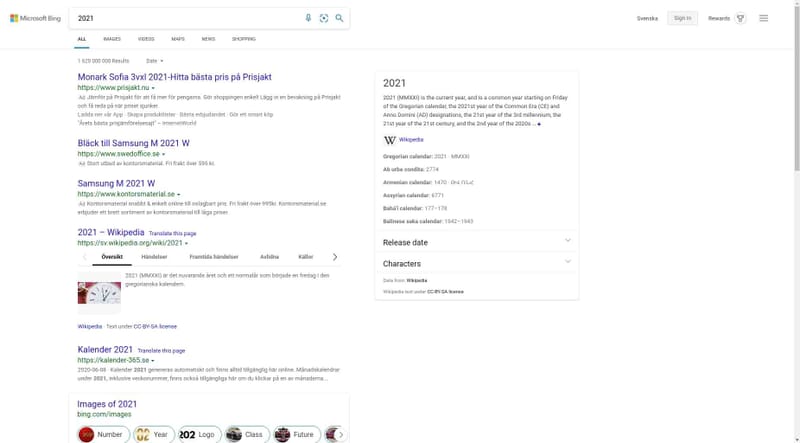 Microsoft Bing
2021
Svenska
Sign in
Rewards
ALL IMAGES VIDEOS MAPS NEWS SHOPPING
1 620 000 000 Results Date
Monark Sofia 3vxl 2021-Hitta bästa pris på Prisjakt
https://www.prisjakt.nu
Ad Jämför på Prisjakt för att få mer för pengarna. Gör shoppingen enkel! Lägg in en bevakning på Prisjakt
och få reda på när priset sjunker.
Ladda ner vår App · Skapa produktlistor · Bästa erbjudandet · Gör ett smart klip
"Årets bästa prisjämförelsesajt" – InternetWorld
Bläck till Samsung M 2021 W
https://www.swedoffice.se
Ad Stort utbud av kontorsmaterial. Fri frakt över 595 kr.
Samsung M 2021 W
https://www.kontorsmaterial.se
Ad Kontorsmaterial snabbt & enkelt online till oslagbart pris. Fri frakt över 995kr. Kontorsmaterial.se
erbjuder ett brett sortiment av kontorsmaterial till låga priser.
2021 – Wikipedia Translate this page
https://sv.wikipedia.org/wiki/2021
Översikt Händelser Framtida händelser Avlidna Källor
2021 (MMXXI) är det nuvarande året och ett normalår som började en fredag i den
gregorianska kalendern.
Wikipedia · Text under CC-BY-SA license
Kalender 2021 Translate this page
https://kalender-365.se
2020-06-08 · Kalender 2021 genereras automatiskt och finns alltid tillgänglig här online. Månadskalendrar
under 2021, inklusive veckonummer, finns också tillgängliga här om du klickar på en av månaderna...
Images of 2021
bing.com/images
Number Year Logo Class Future
2021
2021 (MMXXI) is the current year, and is a common year starting on Friday
of the Gregorian calendar, the 2021st year of the Common Era (CE) and
Anno Domini (AD) designations, the 21st year of the 3rd millennium, the
21st year of the 21st century, and the 2nd year of the 2020s ...
W Wikipedia
Gregorian calendar: 2021 · MMXXI
Ab urbe condita: 2774
Armenian calendar: 1470 ·
Assyrian calendar: 6771
Bahá'í calendar: 177–178
Balinese saka calendar: 1942–1943
Release date
Characters
Data from: Wikipedia
Wikipedia text under CC-BY-SA license